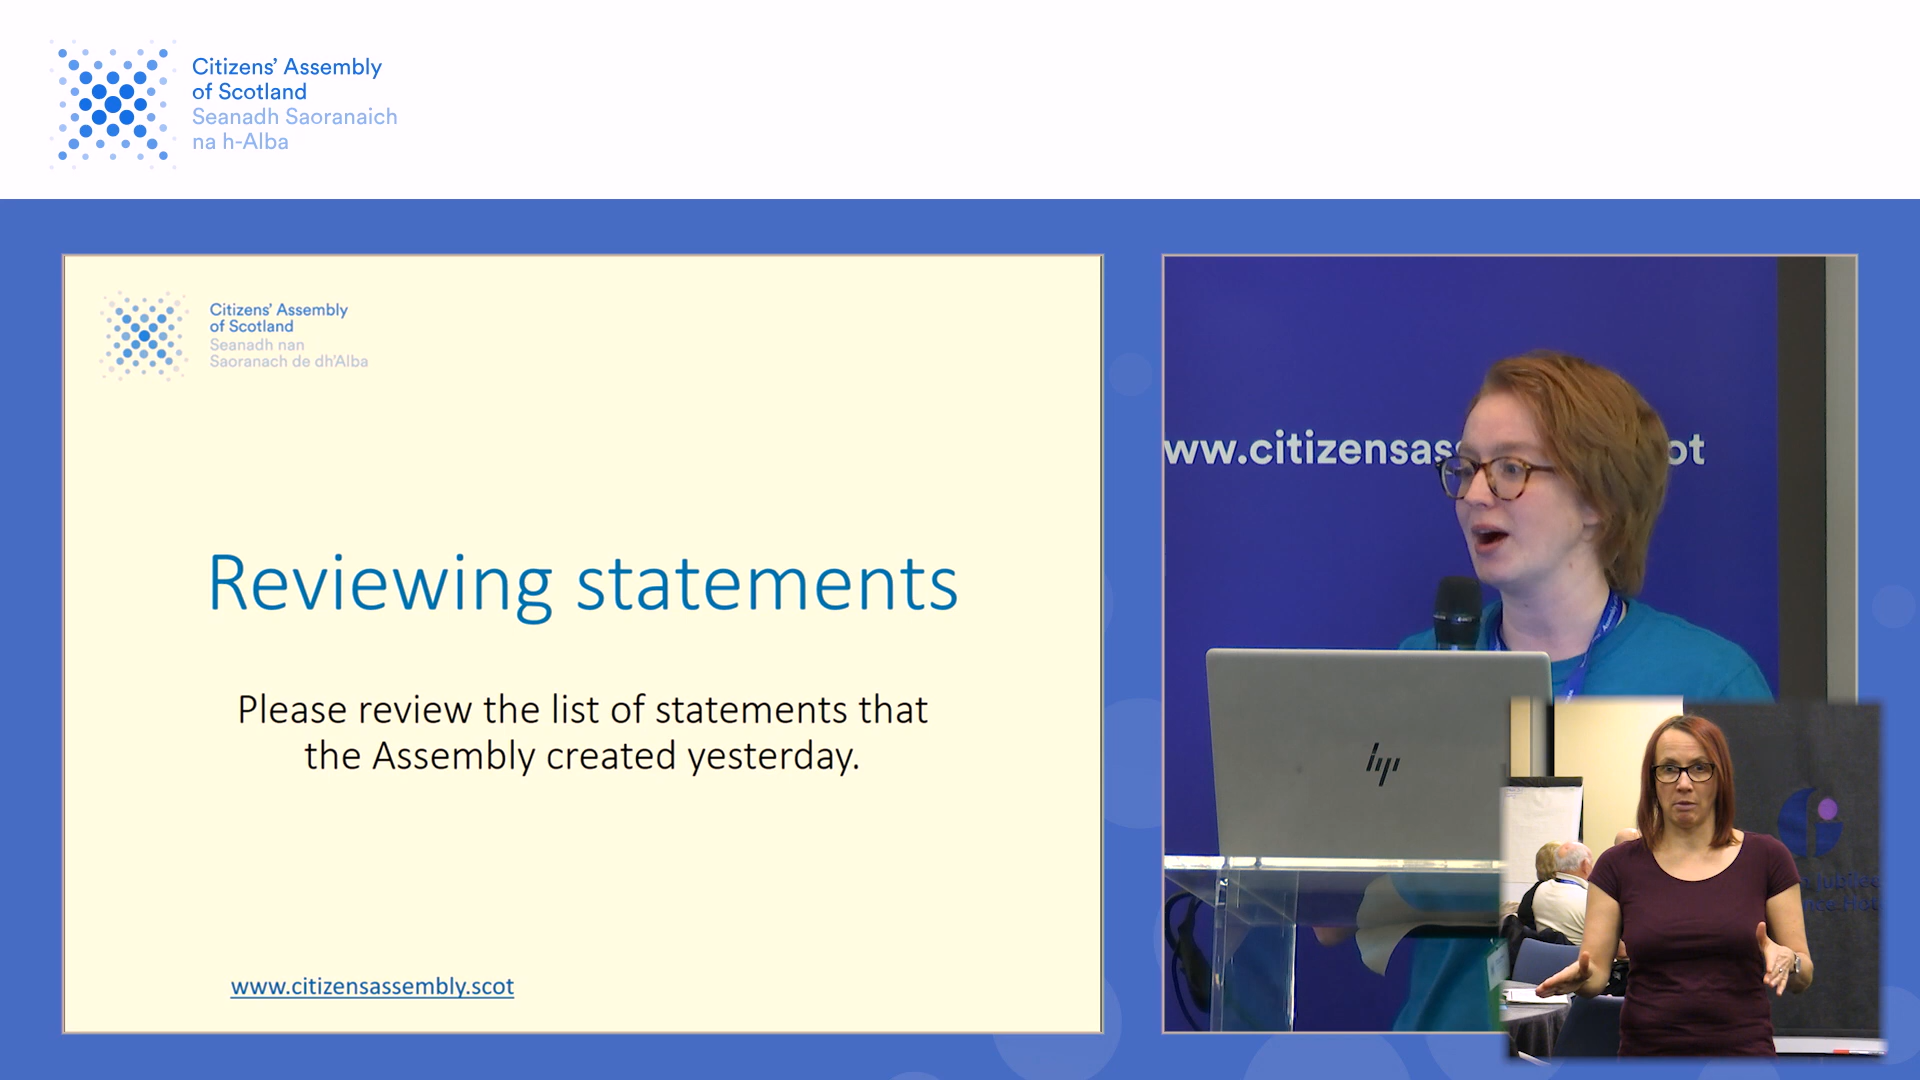 Citizens’ Assembly
of Scotland
Seanadh Saoranaich
na h-Alba
Citizens’ Assembly
of Scotland
Seanadh nan
Saoranach de dh’Alba
Reviewing statements
Please review the list of statements that
the Assembly created yesterday.
www.citizensassembly.scot
ww.citizensas ot
hp